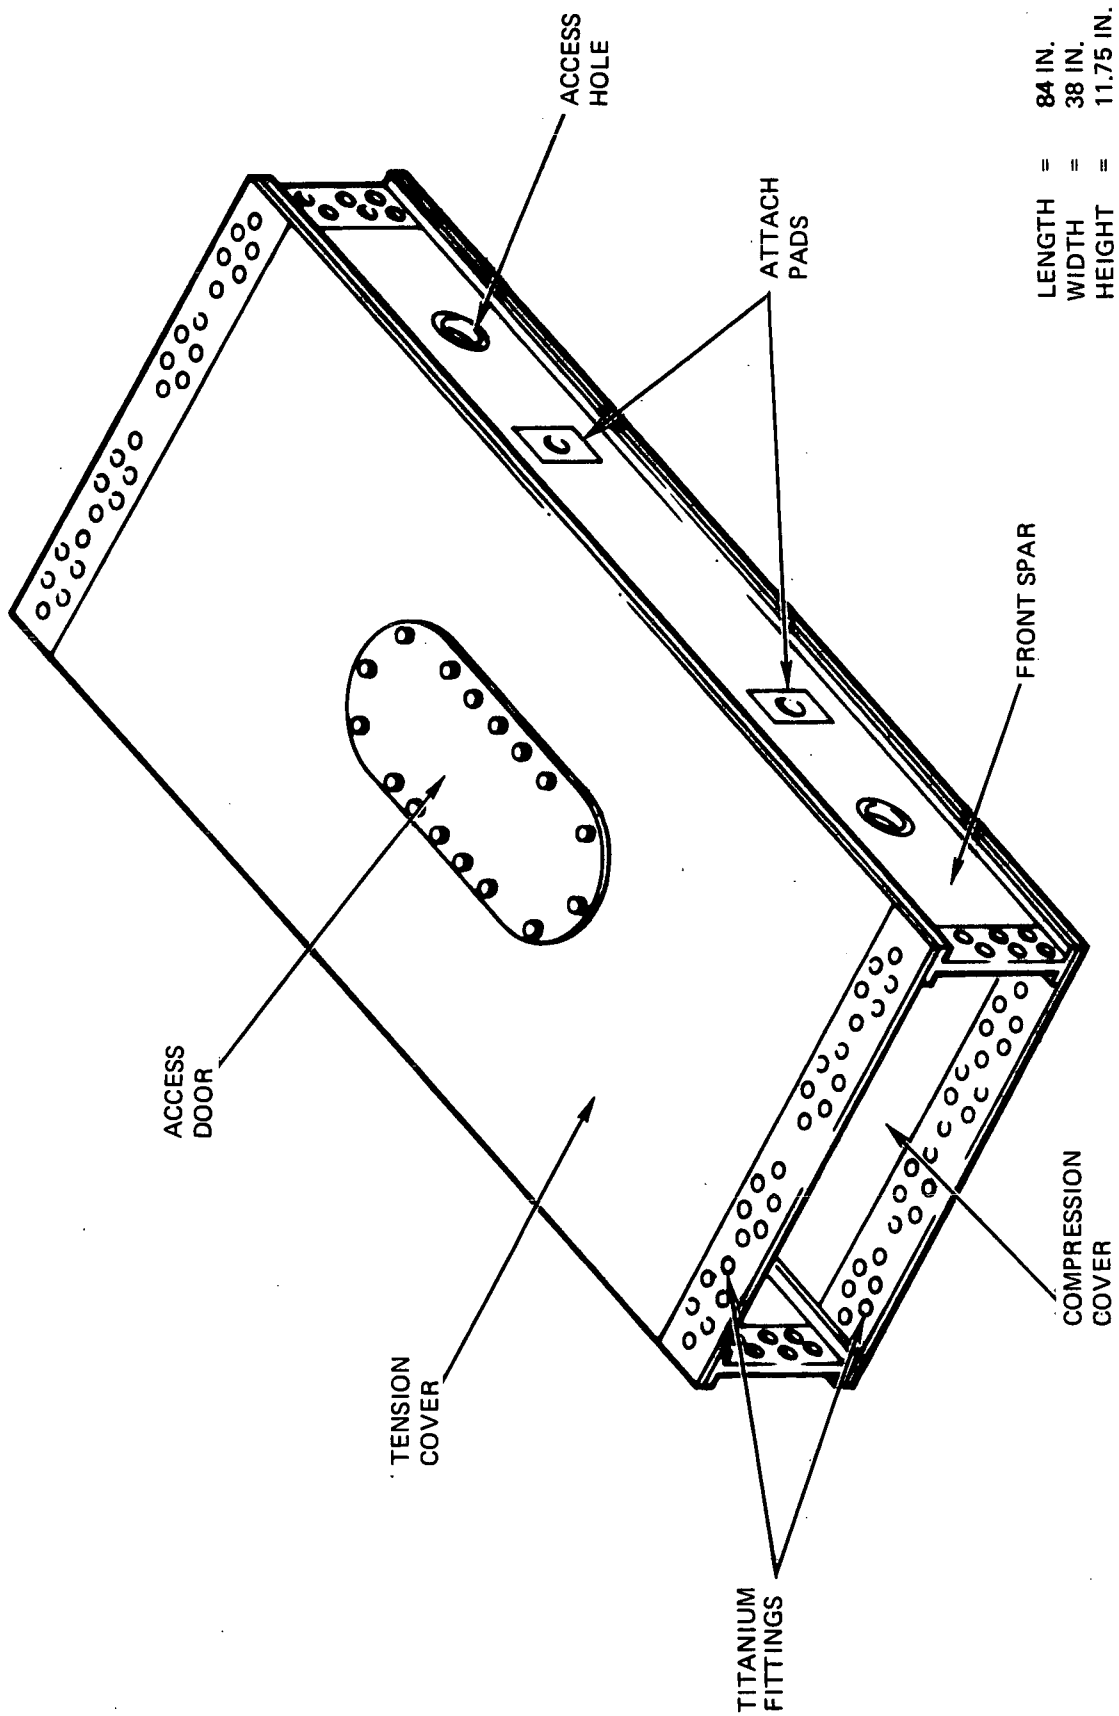 ACCESS
HOLE
ATTACH
PADS
ACCESS
DOOR
TENSION
COVER
FRONT SPAR
COMPRESSION
COVER
TITANIUM
FITTINGS
LENGTH = 84 IN.
WIDTH = 38 IN.
HEIGHT = 11.75 IN.